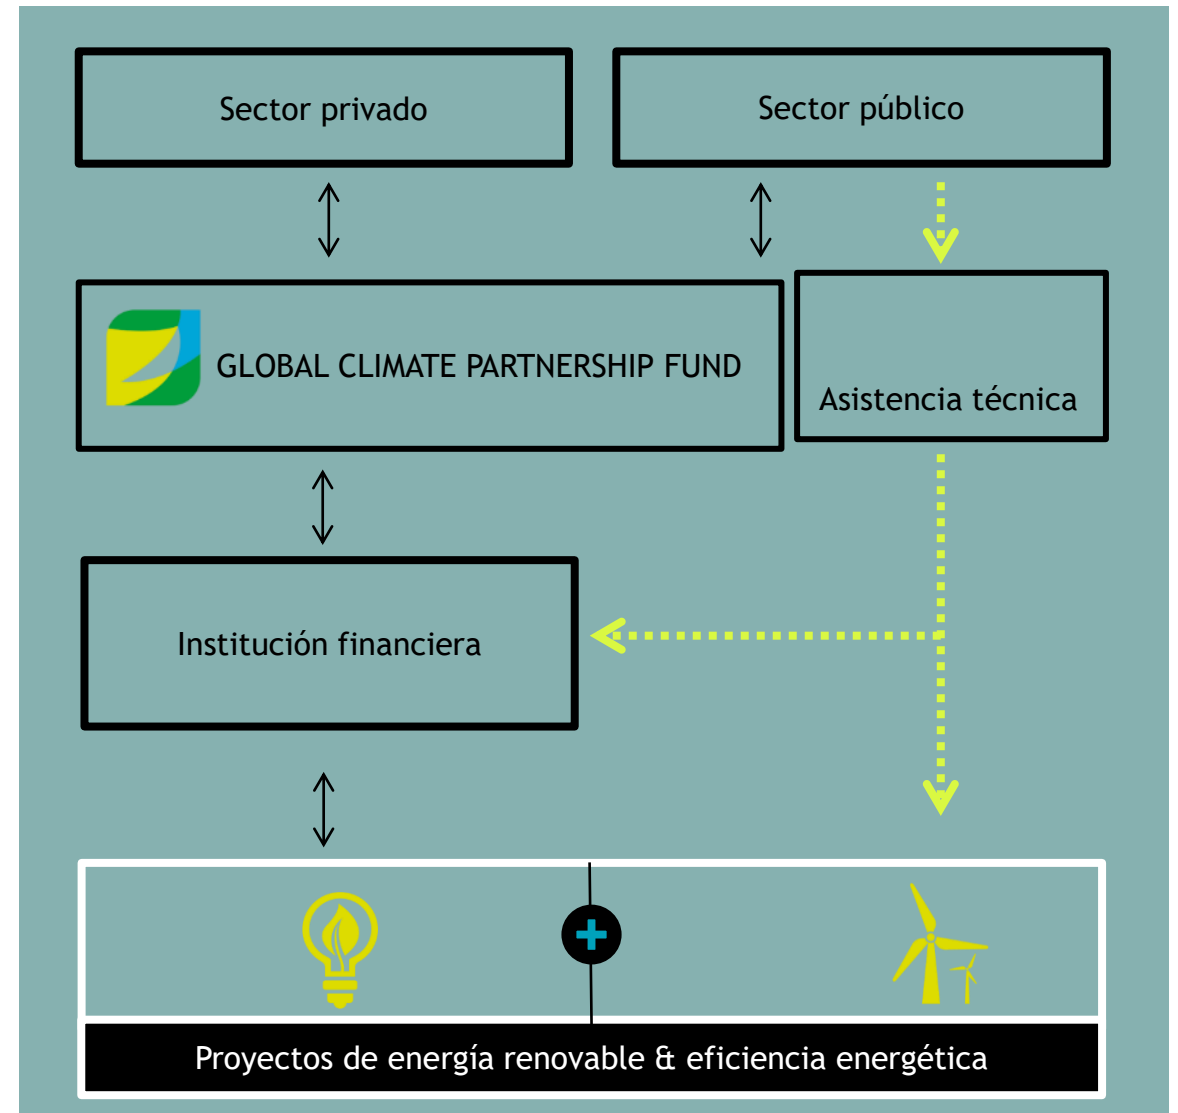 Sector privado
Sector público
GLOBAL CLIMATE PARTNERSHIP FUND
Asistencia técnica
Institución financiera
Proyectos de energía renovable & eficiencia energética